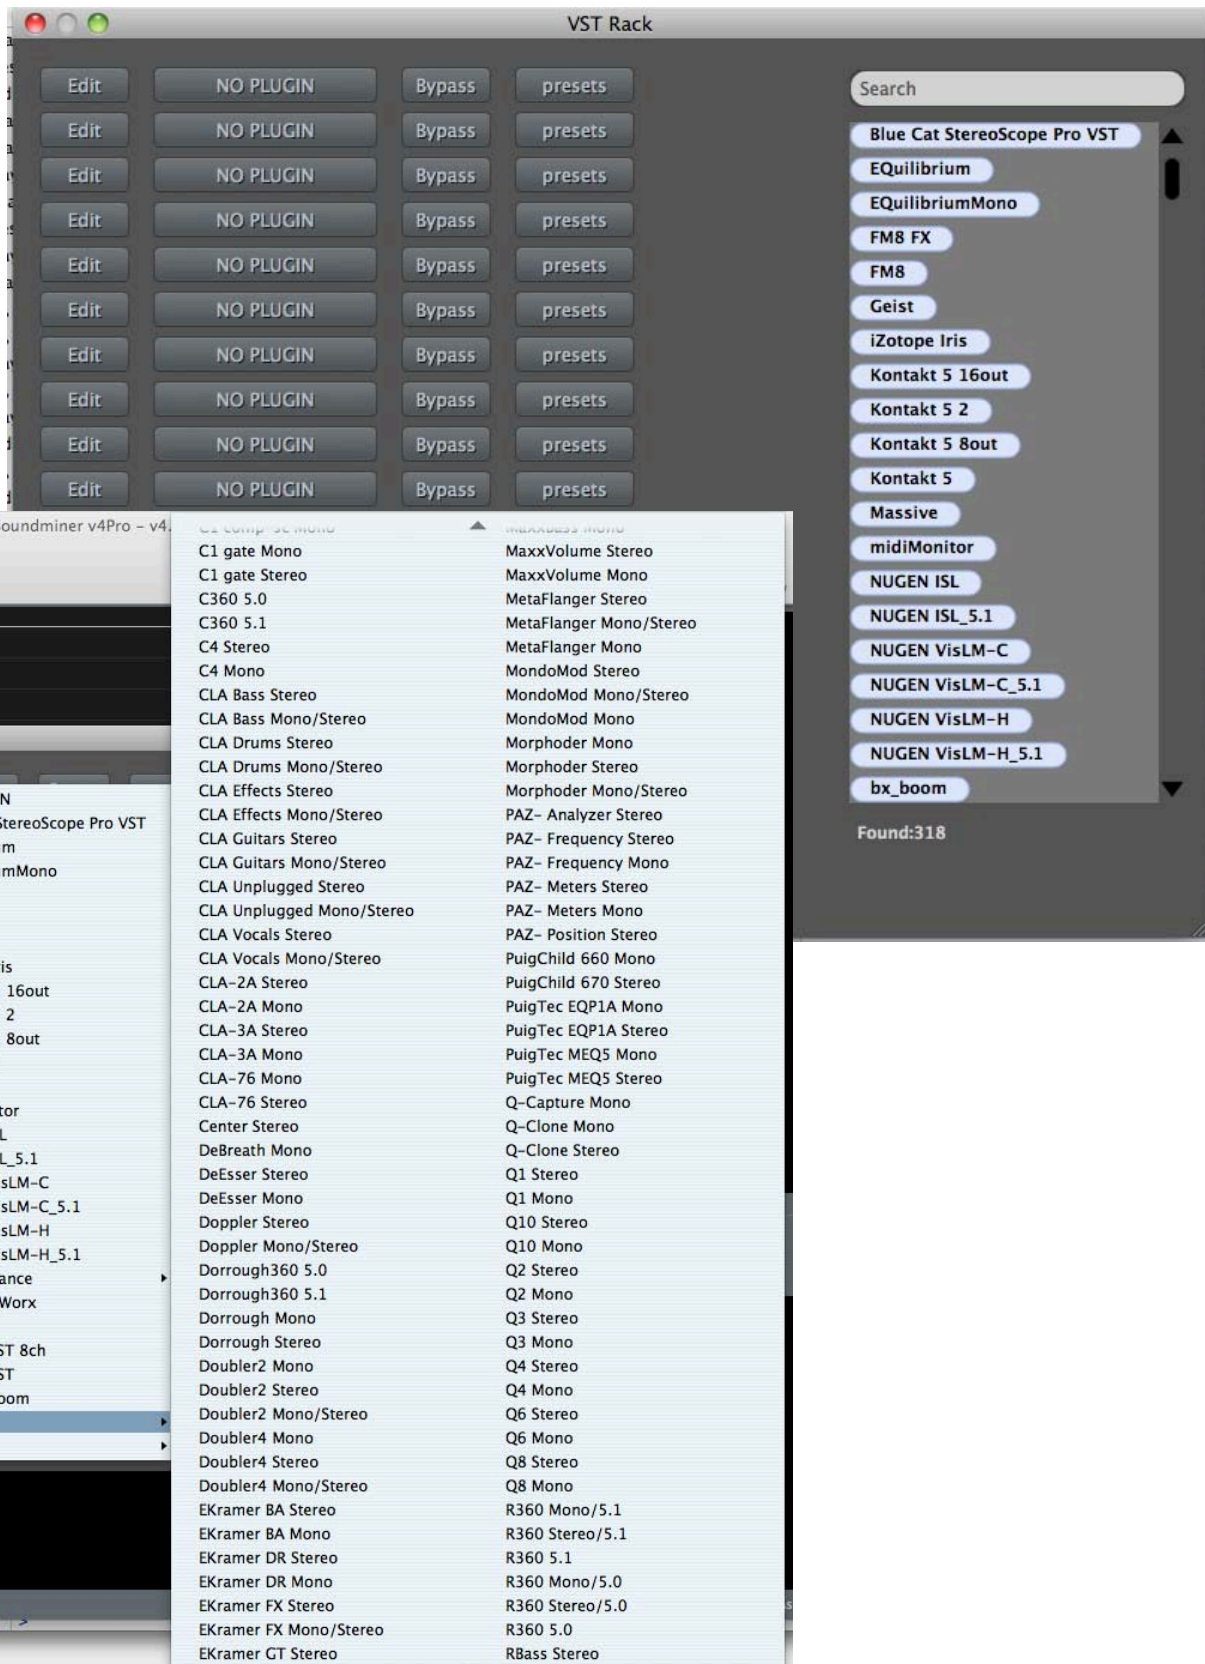 VST Rack
Edit NO PLUGIN Bypass presets
Edit NO PLUGIN Bypass presets
Edit NO PLUGIN Bypass presets
Edit NO PLUGIN Bypass presets
Edit NO PLUGIN Bypass presets
Edit NO PLUGIN Bypass presets
Edit NO PLUGIN Bypass presets
Edit NO PLUGIN Bypass presets
Edit NO PLUGIN Bypass presets
Edit NO PLUGIN Bypass presets
Search
Blue Cat StereoScope Pro VST
EQuilibrium
EQuilibriumMono
FM8 FX
FM8
Geist
iZotope Iris
Kontakt 5 16out
Kontakt 5 2
Kontakt 5 8out
Kontakt 5
Massive
midiMonitor
NUGEN ISL
NUGEN ISL_5.1
NUGEN VisLM-C
NUGEN VisLM-C_5.1
NUGEN VisLM-H
NUGEN VisLM-H_5.1
bx_boom
Found:318
oundminer v4Pro - v4.
N
StereoScope Pro VST
um
mMono
ris
16out
2
8out
tor
L
L_5.1
sLM-C
sLM-C_5.1
sLM-H
sLM-H_5.1
ance
Worx
ST 8ch
ST
oom
C1 gate Mono
C1 gate Stereo
C360 5.0
C360 5.1
C4 Stereo
C4 Mono
CLA Bass Stereo
CLA Bass Mono/Stereo
CLA Drums Stereo
CLA Drums Mono/Stereo
CLA Effects Stereo
CLA Effects Mono/Stereo
CLA Guitars Stereo
CLA Guitars Mono/Stereo
CLA Unplugged Stereo
CLA Unplugged Mono/Stereo
CLA Vocals Stereo
CLA Vocals Mono/Stereo
CLA-2A Stereo
CLA-2A Mono
CLA-3A Stereo
CLA-3A Mono
CLA-76 Mono
CLA-76 Stereo
Center Stereo
DeBreath Mono
DeEsser Stereo
DeEsser Mono
Doppler Stereo
Doppler Mono/Stereo
Dorrough360 5.0
Dorrough360 5.1
Dorrough Mono
Dorrough Stereo
Doubler2 Mono
Doubler2 Stereo
Doubler2 Mono/Stereo
Doubler4 Mono
Doubler4 Stereo
Doubler4 Mono/Stereo
EKramer BA Stereo
EKramer BA Mono
EKramer DR Stereo
EKramer DR Mono
EKramer FX Stereo
EKramer FX Mono/Stereo
EKramer GT Stereo
MaxxVolume Stereo
MaxxVolume Mono
MetaFlanger Stereo
MetaFlanger Mono/Stereo
MetaFlanger Mono
MondoMod Stereo
MondoMod Mono/Stereo
MondoMod Mono
Morphoder Mono
Morphoder Stereo
Morphoder Mono/Stereo
PAZ- Analyzer Stereo
PAZ- Frequency Stereo
PAZ- Frequency Mono
PAZ- Meters Stereo
PAZ- Meters Mono
PAZ- Position Stereo
PuigChild 660 Mono
PuigChild 670 Stereo
PuigTec EQP1A Mono
PuigTec EQP1A Stereo
PuigTec MEQ5 Mono
PuigTec MEQ5 Stereo
Q-Capture Mono
Q-Clone Mono
Q-Clone Stereo
Q1 Stereo
Q1 Mono
Q10 Stereo
Q10 Mono
Q2 Stereo
Q2 Mono
Q3 Stereo
Q3 Mono
Q4 Stereo
Q4 Mono
Q6 Stereo
Q6 Mono
Q8 Stereo
Q8 Mono
R360 Mono/5.1
R360 Stereo/5.1
R360 5.1
R360 Mono/5.0
R360 Stereo/5.0
R360 5.0
RBass Stereo